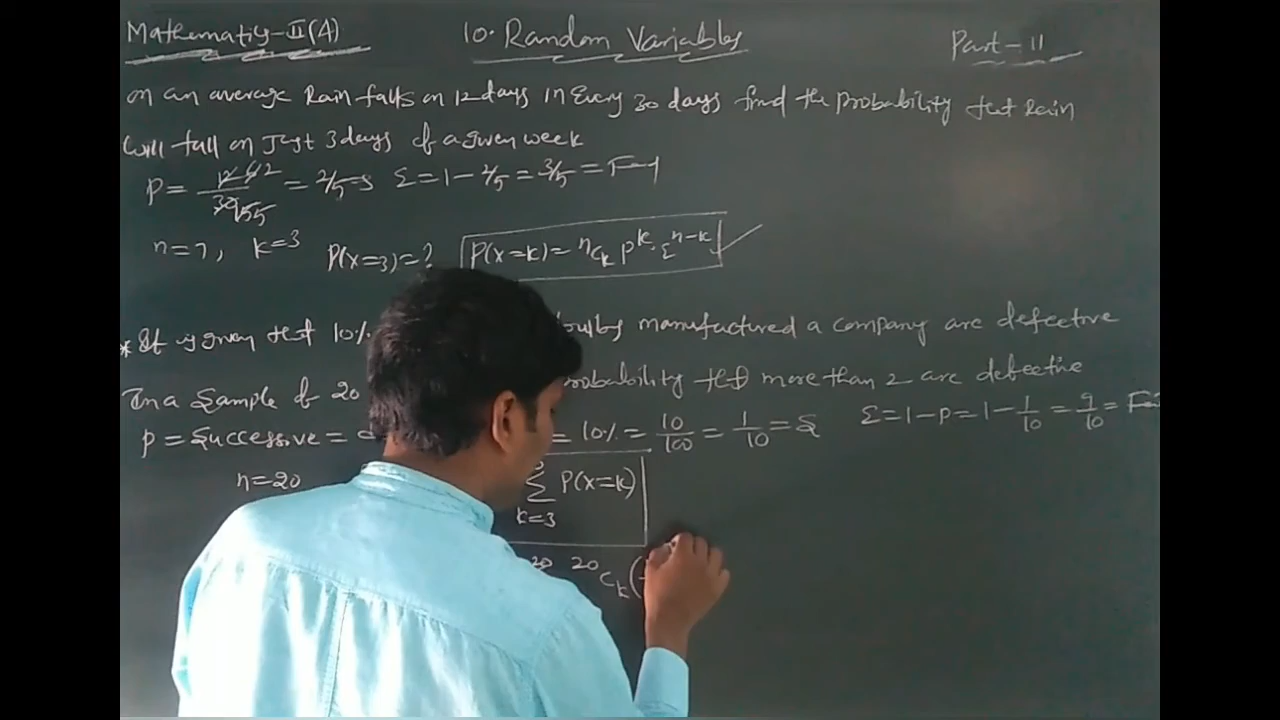 Mathematiy-II(A) 10. Random Variables Part-11
on an average Rain falls on 12 days in Every 30 days find the probability that Rain
will fall on Just 3 days of a given week
P = 12/30 = 2/5 = S Σ = 1 - 2/5 = 3/5 =
n = 7, k = 3 P(x=3) = ? P(x=k) = ⁿCₖ pᵏ · Σⁿ⁻ᵏ
* It is given that 10% manufactured a company are defective
In a Sample of 20 probability that more than 2 are defective
P = Successive = = 10% = 10/100 = 1/10 = S Σ = 1 - P = 1 - 1/10 = 9/10 =
n = 20 Σ k=3 P(x=k)
20 ²⁰Cₖ (